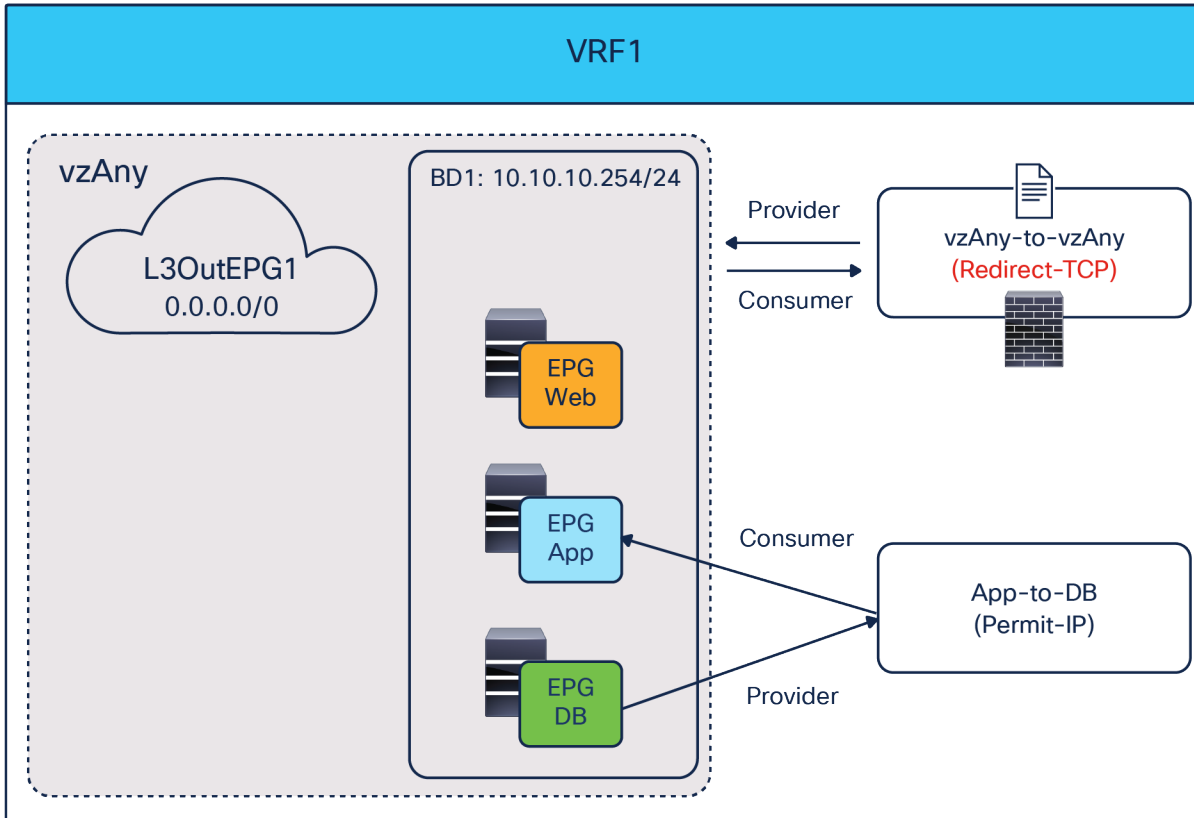 VRF1
vzAny
BD1: 10.10.10.254/24
L3OutEPG1
0.0.0.0/0
Provider
Consumer
vzAny-to-vzAny
(Redirect-TCP)
EPG
Web
EPG
App
Consumer
App-to-DB
(Permit-IP)
EPG
DB
Provider